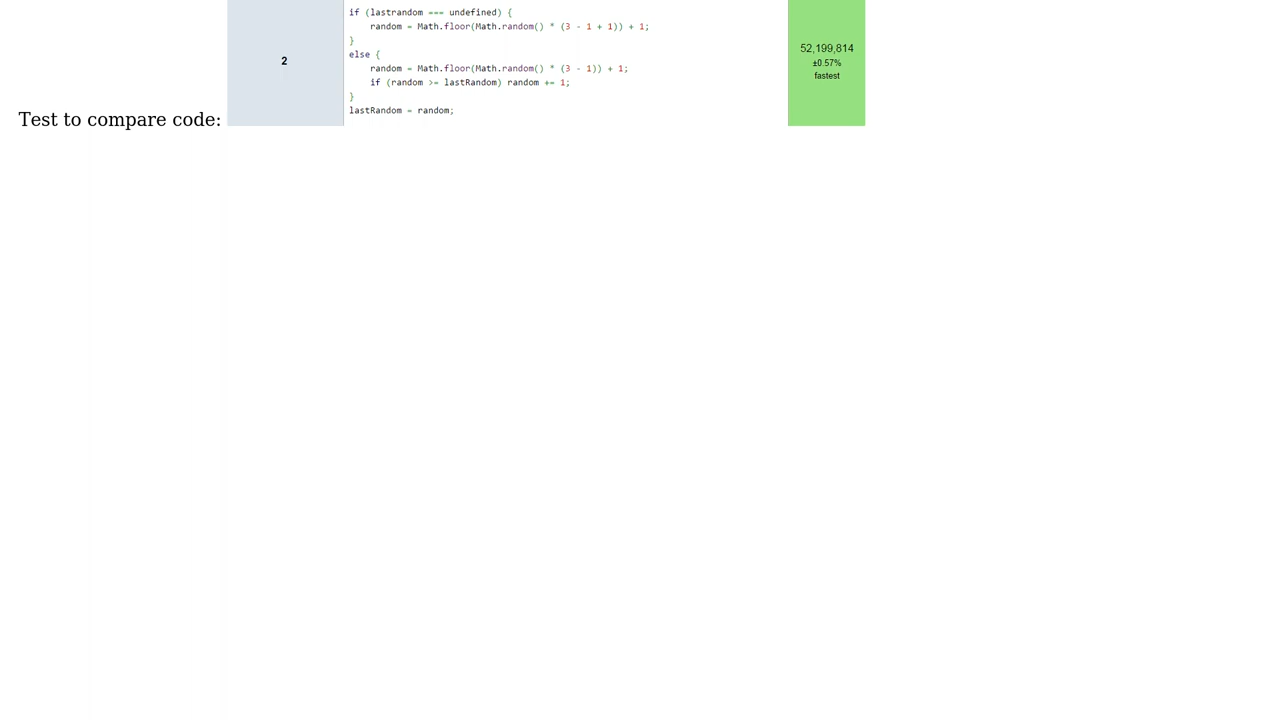 2
if (lastrandom === undefined) {
    random = Math.floor(Math.random() * (3 - 1 + 1)) + 1;
}
else {
    random = Math.floor(Math.random() * (3 - 1)) + 1;
    if (random >= lastRandom) random += 1;
}
lastRandom = random;
52,199,814
±0.57%
fastest
Test to compare code: